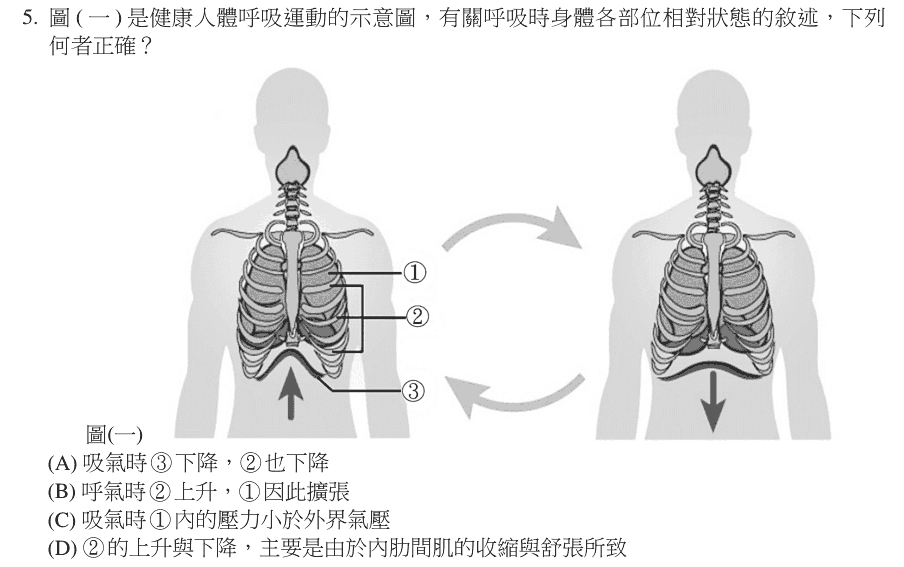 5. 圖(一)是健康人體呼吸運動的示意圖，有關呼吸時身體各部位相對狀態的敘述，下列
何者正確？
①
②
③
圖(一)
(A) 吸氣時③下降，②也下降
(B) 呼氣時②上升，①因此擴張
(C) 吸氣時①內的壓力小於外界氣壓
(D) ②的上升與下降，主要是由於內肋間肌的收縮與舒張所致